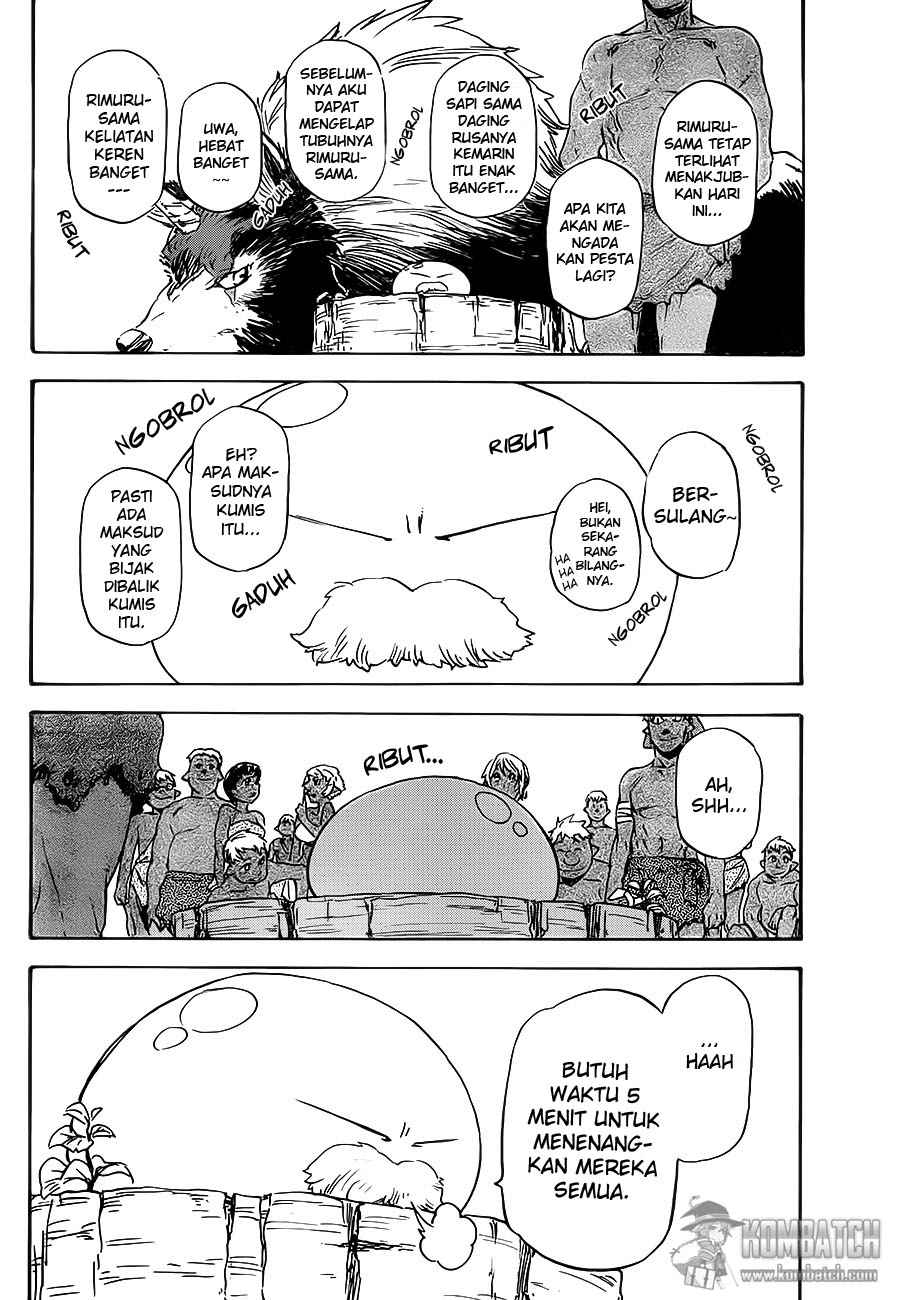 RIBUT
RIMURU-
SAMA TETAP
TERLIHAT
MENAKJUB-
KAN HARI
INI...
APA KITA
AKAN ME-
NGADA
KAN PESTA
LAGI?
DAGING
SAPI SAMA
DAGING
RUSANYA
KEMARIN
ITU ENAK
BANGET...
NGOBROL
SEBELUM-
NYA AKU
DAPAT
MENGELAP
TUBUHNYA
RIMURU-
SAMA.
GADUH
UWA,
HEBAT
BANGET
~~
RIMURU-
SAMA
KELIATAN
KEREN
BANGET
---
RIBUT
NGOBROL
BER-
SULANG~
RIBUT
HEI,
BUKAN
SEKA-
RANG
BILANG-
NYA.
HA
HA
HA
NGOBROL
NGOBROL
EH?
APA MAK-
SUDNYA
KUMIS
ITU...
PASTI
ADA
MAKSUD
YANG
BIJAK
DIBALIK
KUMIS
ITU.
GADUH
RIBUT...
AH,
SHH...
...
HAAH
BUTUH
WAKTU 5
MENIT UNTUK
MENENANG-
KAN MEREKA
SEMUA.
KOMBATCH
www.kombatch.com